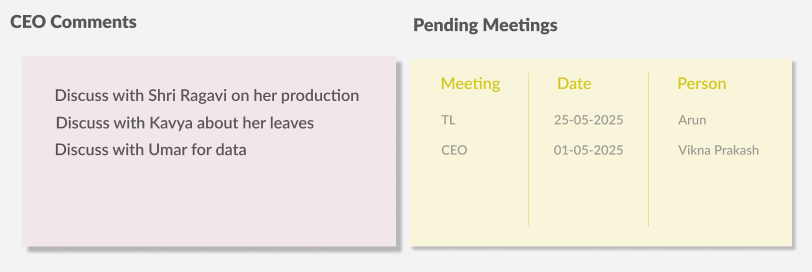 CEO Comments
Discuss with Shri Ragavi on her production
Discuss with Kavya about her leaves
Discuss with Umar for data
Pending Meetings
Meeting Date Person
TL 25-05-2025 Arun
CEO 01-05-2025 Vikna Prakash